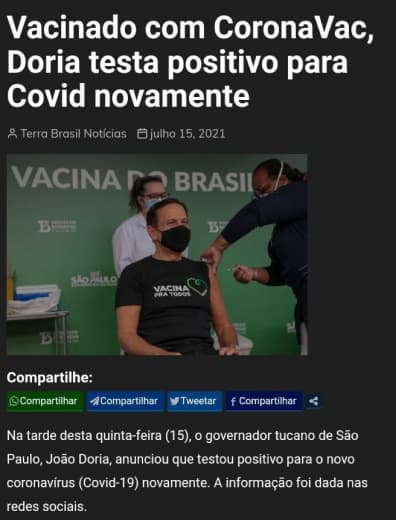 Vacinado com CoronaVac,
Doria testa positivo para
Covid novamente
Terra Brasil Notícias julho 15, 2021
VACINA DO BRASIL
SÃO PAULO
VACINA
PRA TODOS
Compartilhe:
Compartilhar Compartilhar Tweetar Compartilhar
Na tarde desta quinta-feira (15), o governador tucano de São
Paulo, João Doria, anunciou que testou positivo para o novo
coronavírus (Covid-19) novamente. A informação foi dada nas
redes sociais.